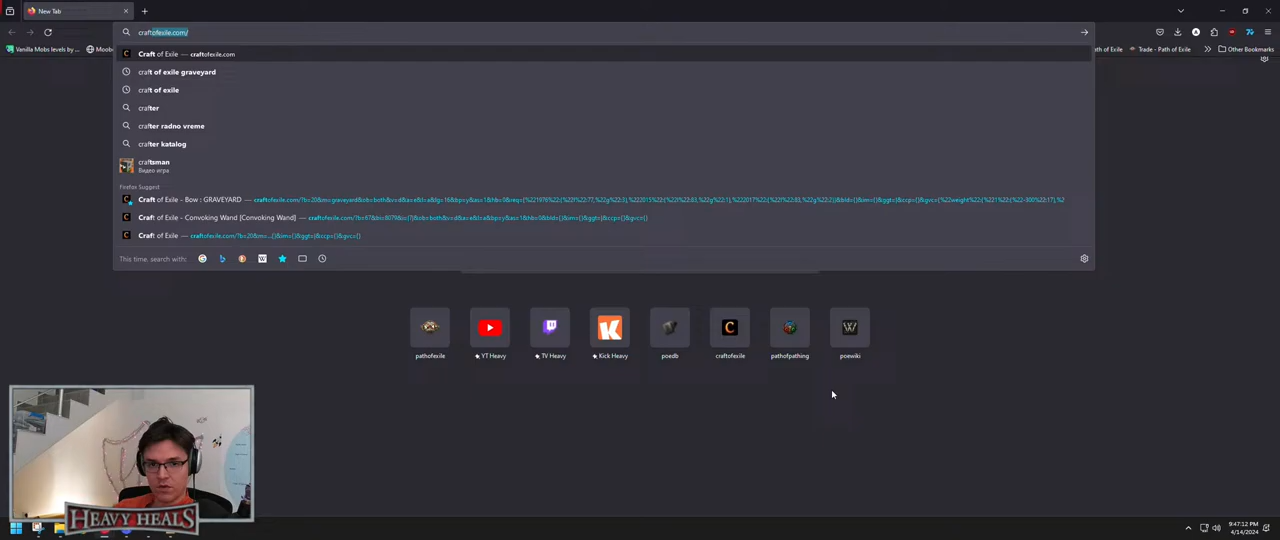 New Tab
craftofexile.com/
Vanilla Mobs levels by ...
Moob
ath of Exile
Trade - Path of Exile
Other Bookmarks
Craft of Exile — craftofexile.com
craft of exile graveyard
craft of exile
crafter
crafter radno vreme
crafter katalog
craftsman
Видео игра
Firefox Suggest
Craft of Exile - Bow : GRAVEYARD —
Craft of Exile - Convoking Wand [Convoking Wand] —
Craft of Exile —
This time, search with:
pathofexile
YT Heavy
TV Heavy
Kick Heavy
poedb
craftofexile
pathofpathing
poewiki
HEAVY HEALS
9:47:12 PM
4/14/2024